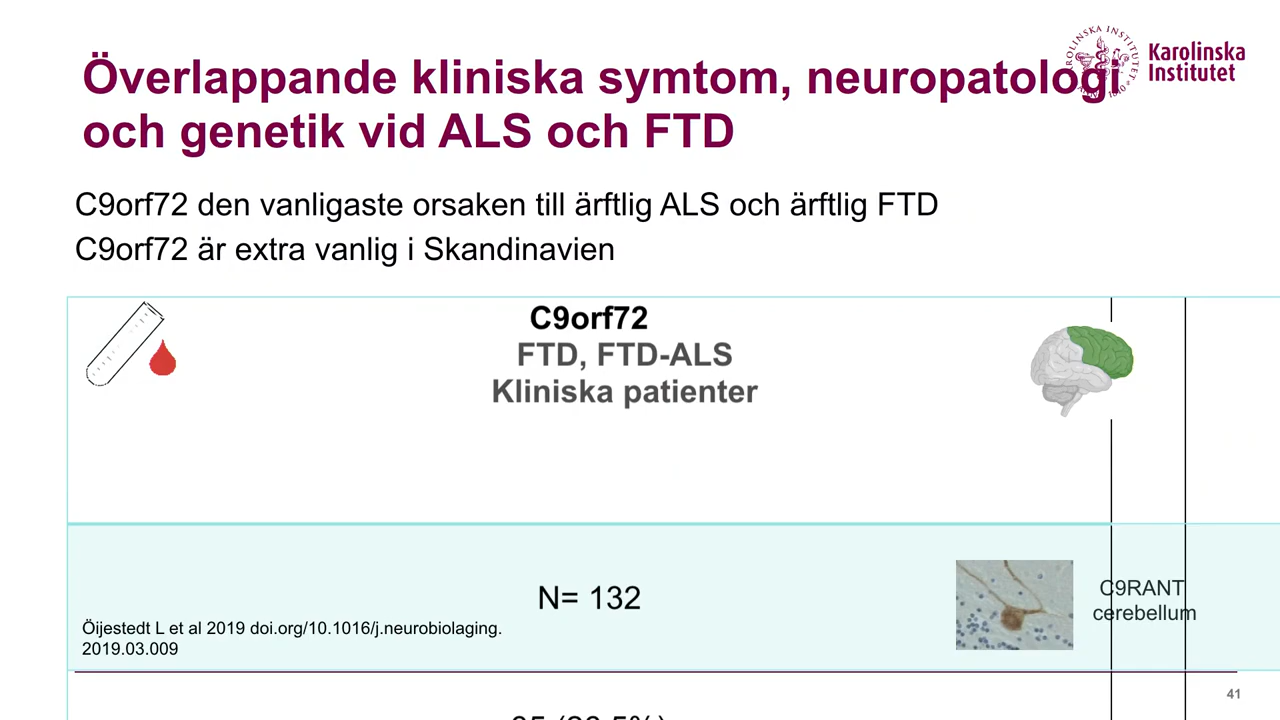 Överlappande kliniska symtom, neuropatologi
och genetik vid ALS och FTD
Karolinska
Institutet
C9orf72 den vanligaste orsaken till ärftlig ALS och ärftlig FTD
C9orf72 är extra vanlig i Skandinavien
C9orf72
FTD, FTD-ALS
Kliniska patienter
N= 132
C9RANT
cerebellum
Öijestedt L et al 2019 doi.org/10.1016/j.neurobiolaging.
2019.03.009
41